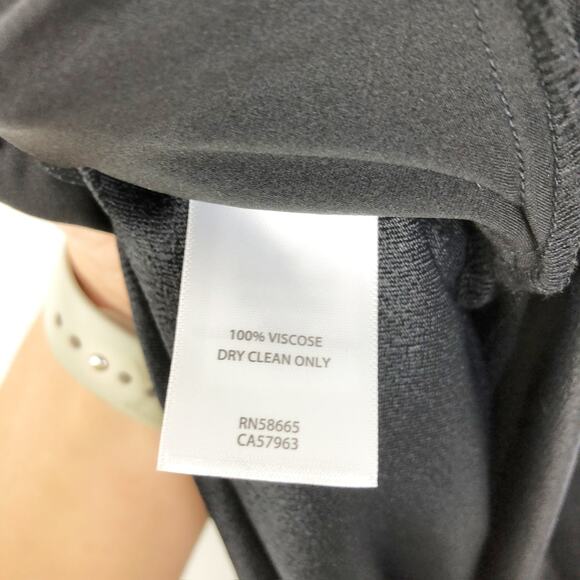 100% VISCOSE
DRY CLEAN ONLY
RN58665
CA57963